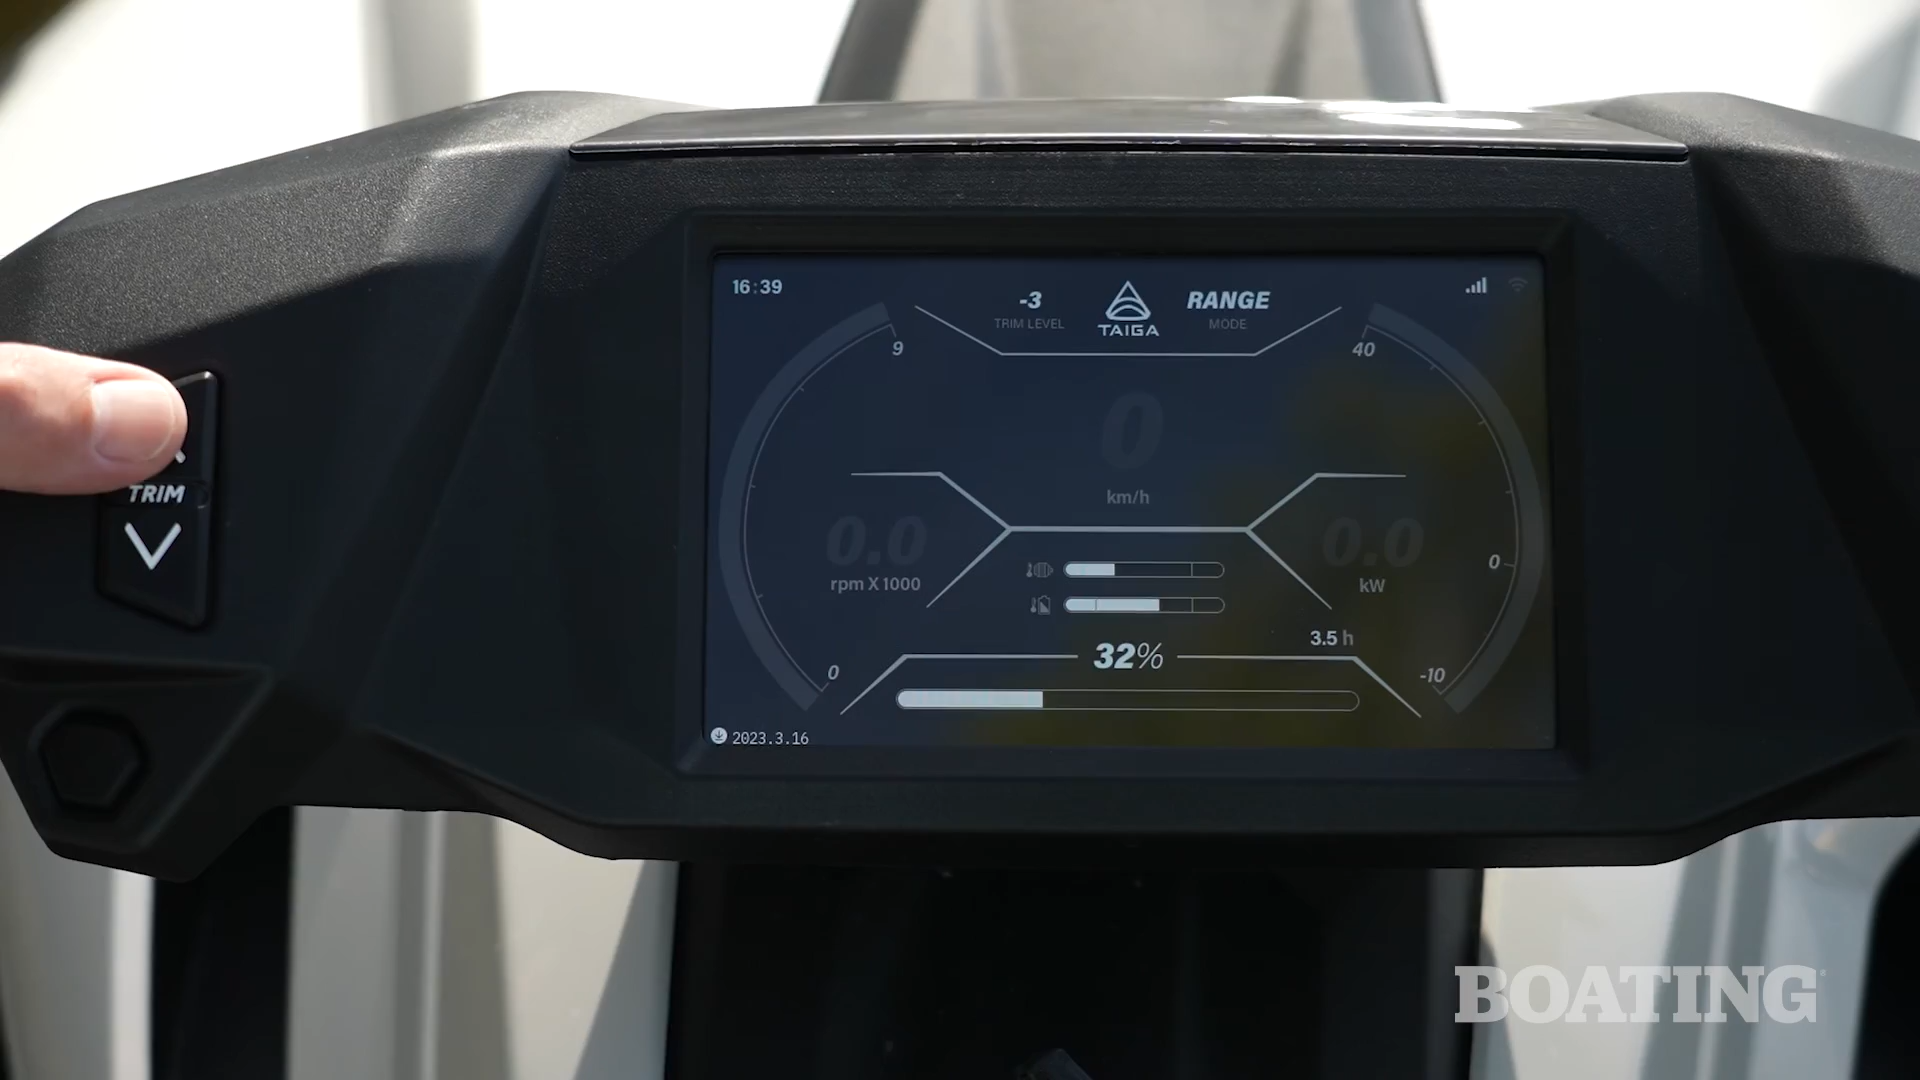 16:39
-3
TRIM LEVEL
TAIGA
RANGE
MODE
9
40
0
km/h
TRIM
0.0
rpm X 1000
0.0
kW
0
3.5 h
32%
0
-10
2023.3.16
BOATING